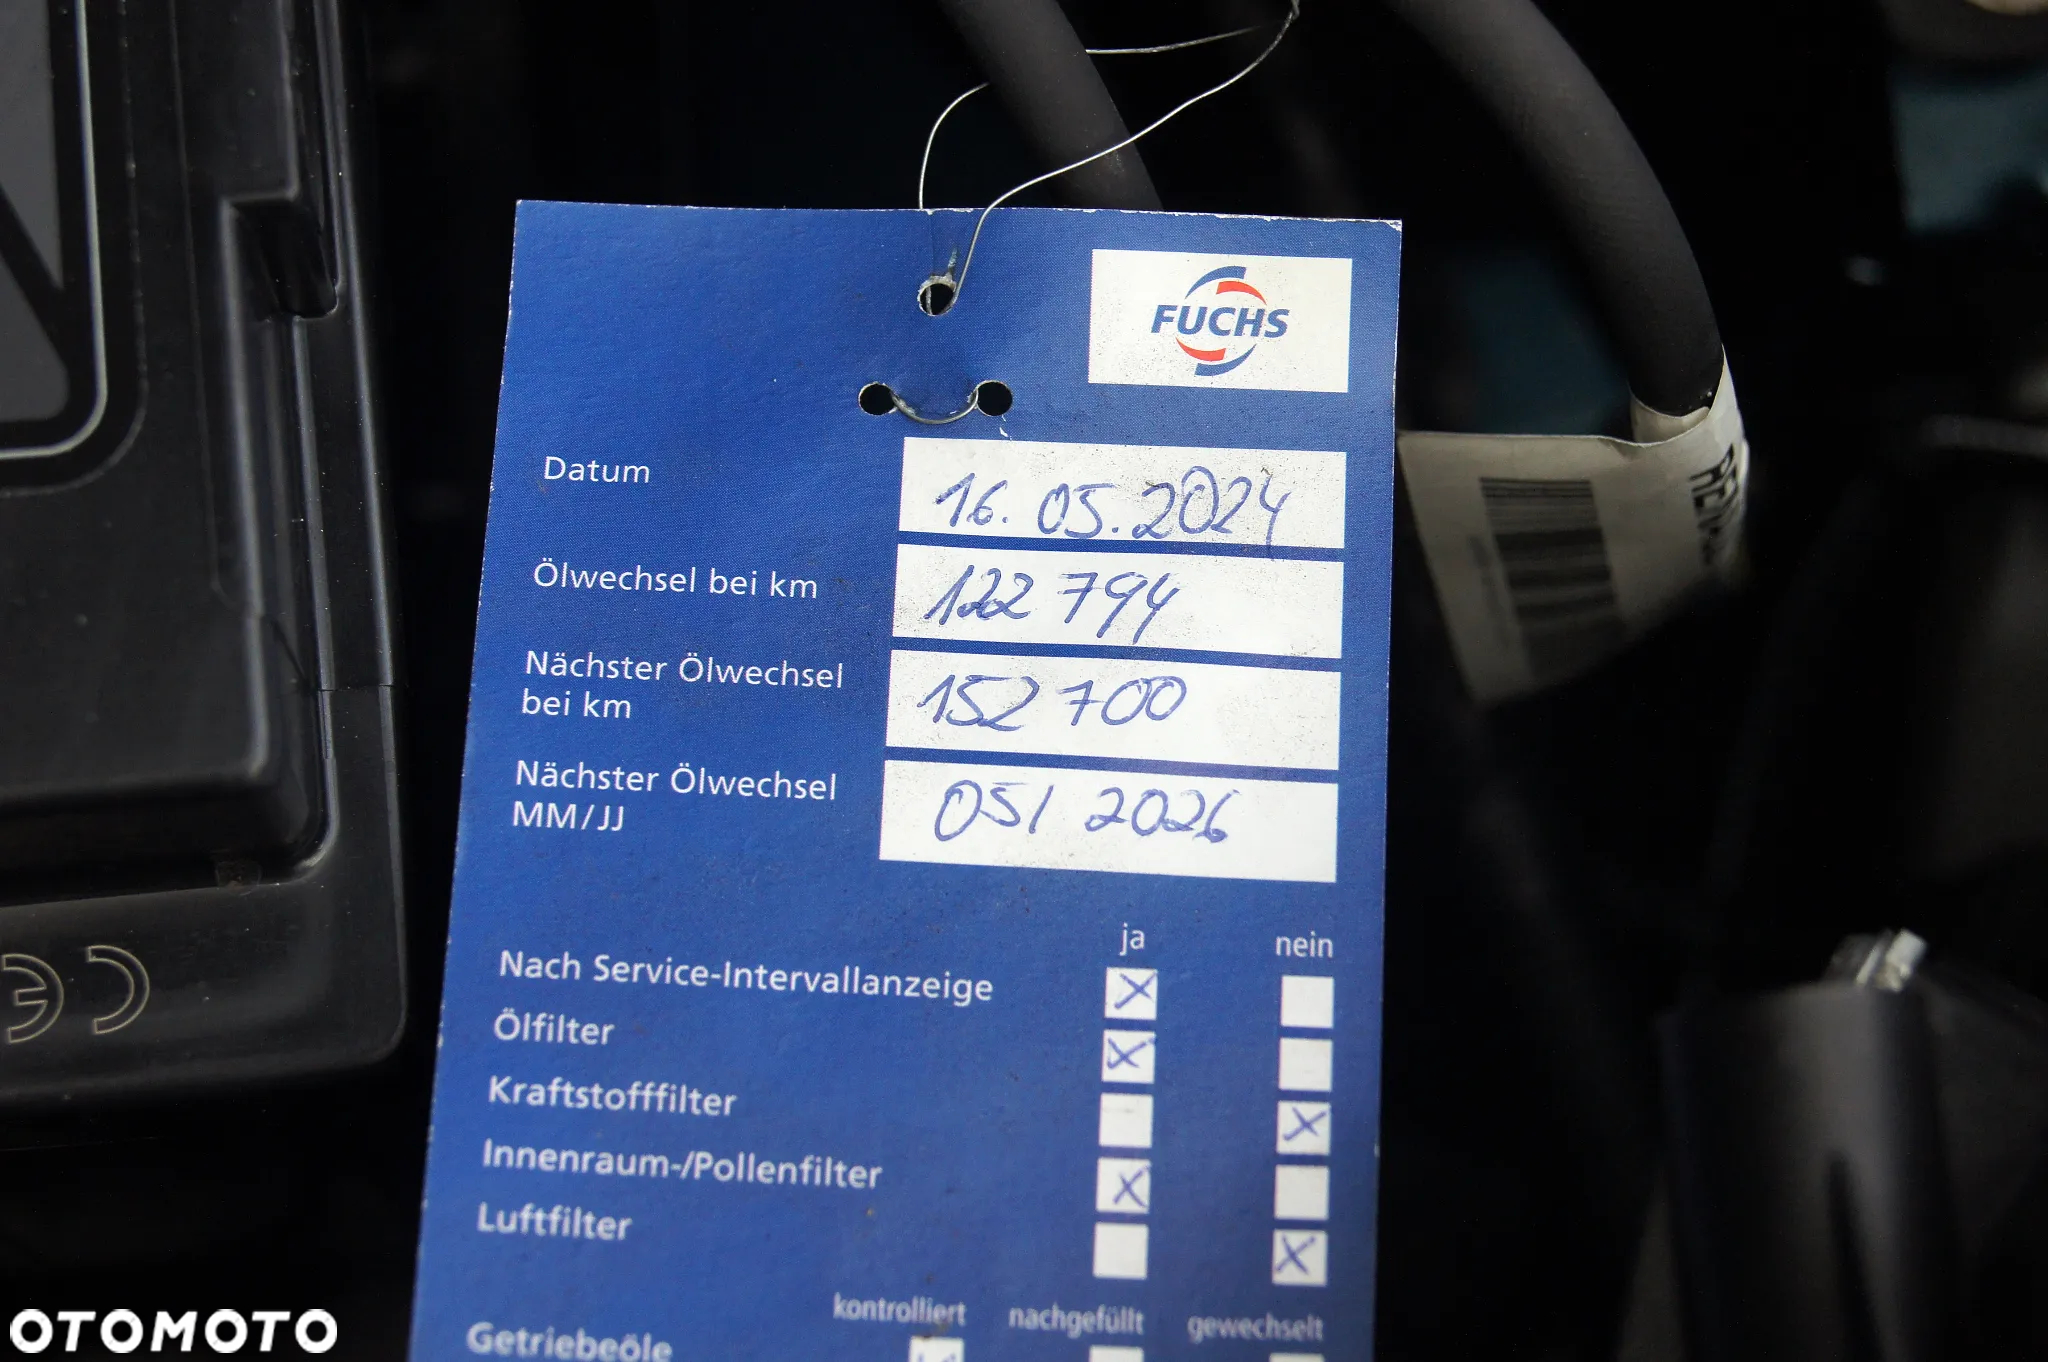 FUCHS
Datum 16.05.2024
Ölwechsel bei km 122 794
Nächster Ölwechsel
bei km 152 700
Nächster Ölwechsel
MM/JJ 05/2026
ja nein
Nach Service-Intervallanzeige
Ölfilter
Kraftstofffilter
Innenraum-/Pollenfilter
Luftfilter
kontrolliert nachgefüllt gewechselt
Getriebeöle
OTOMOTO